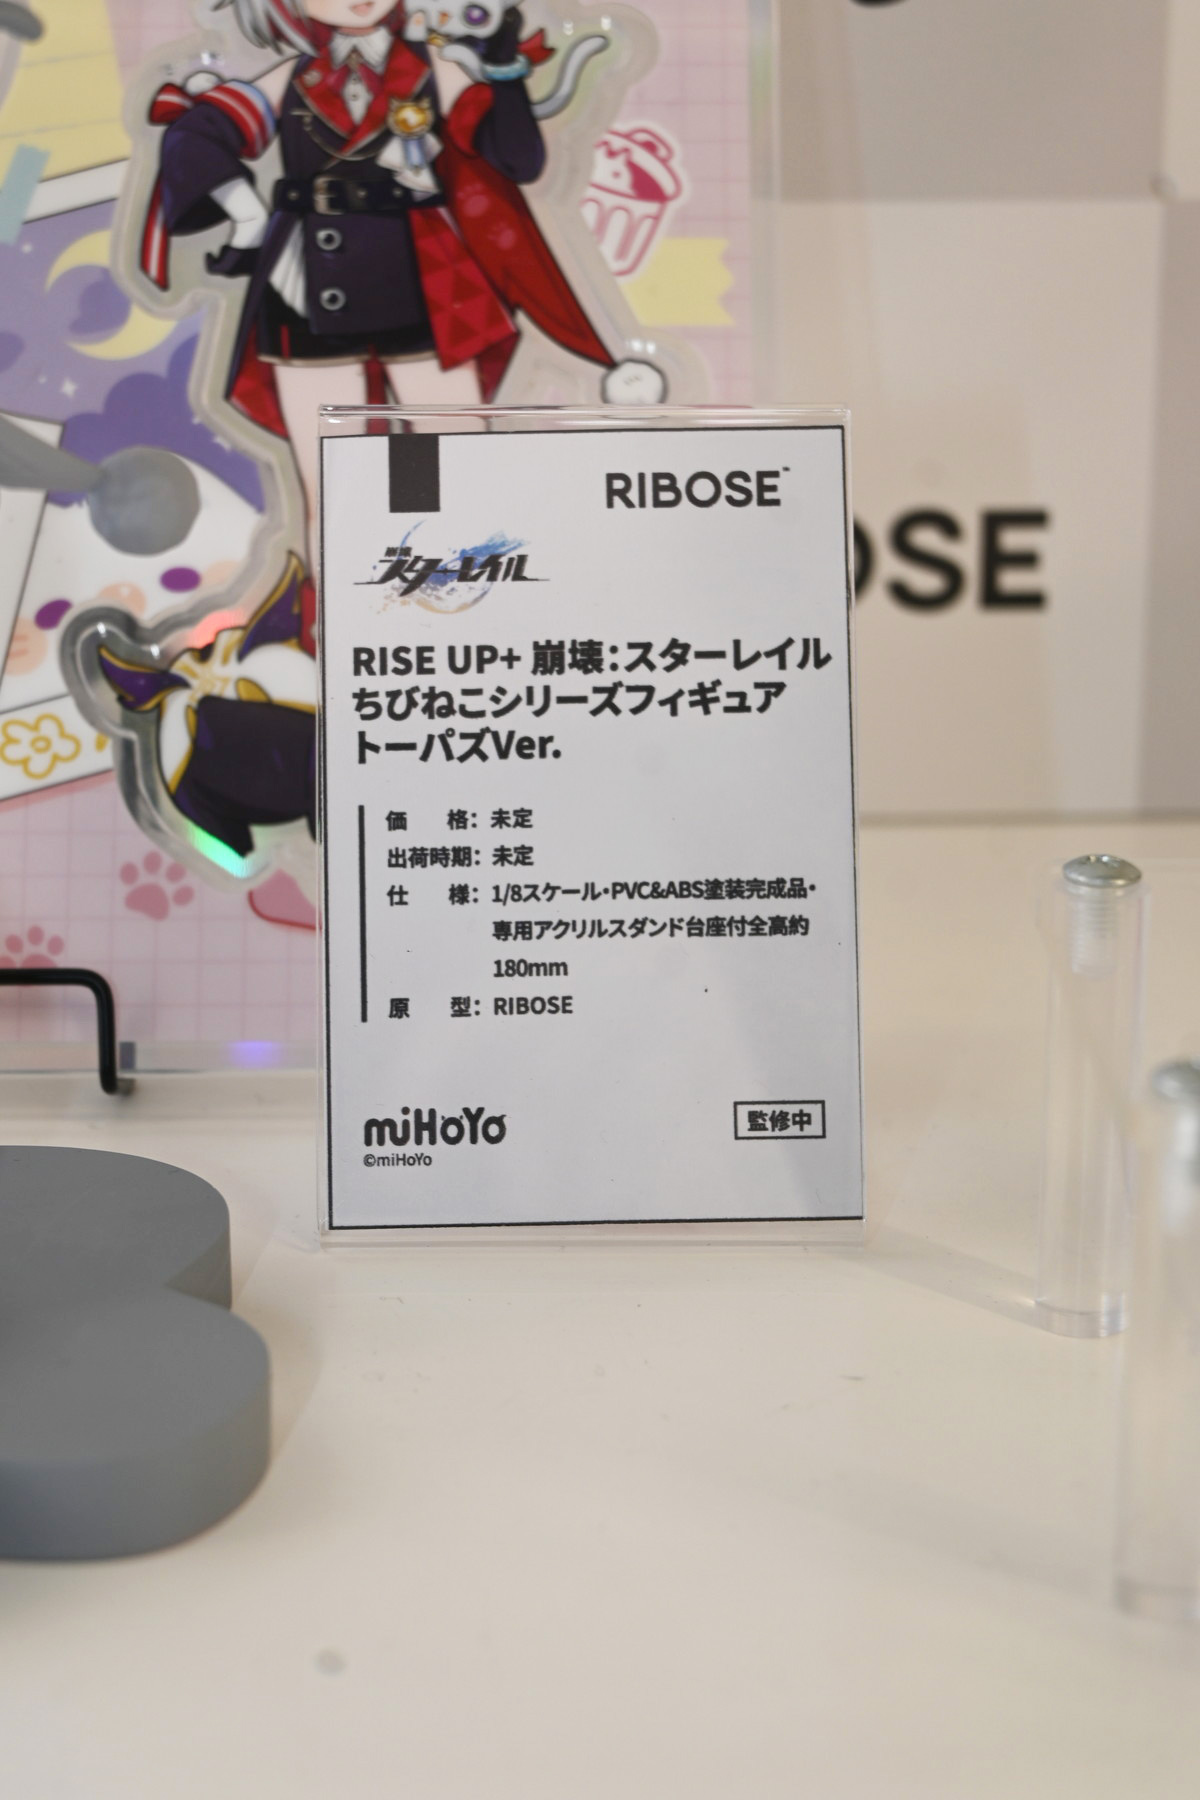 RIBOSE
崩壊
スターレイル
RISE UP+ 崩壊：スターレイル
ちびねこシリーズフィギュア
トーパズVer.
価　格：未定
出荷時期：未定
仕　様：1/8スケール・PVC&ABS塗装完成品・
専用アクリルスダンド台座付全高約
180mm
原　型：RIBOSE
miHoYo
©miHoYo
監修中
OSE